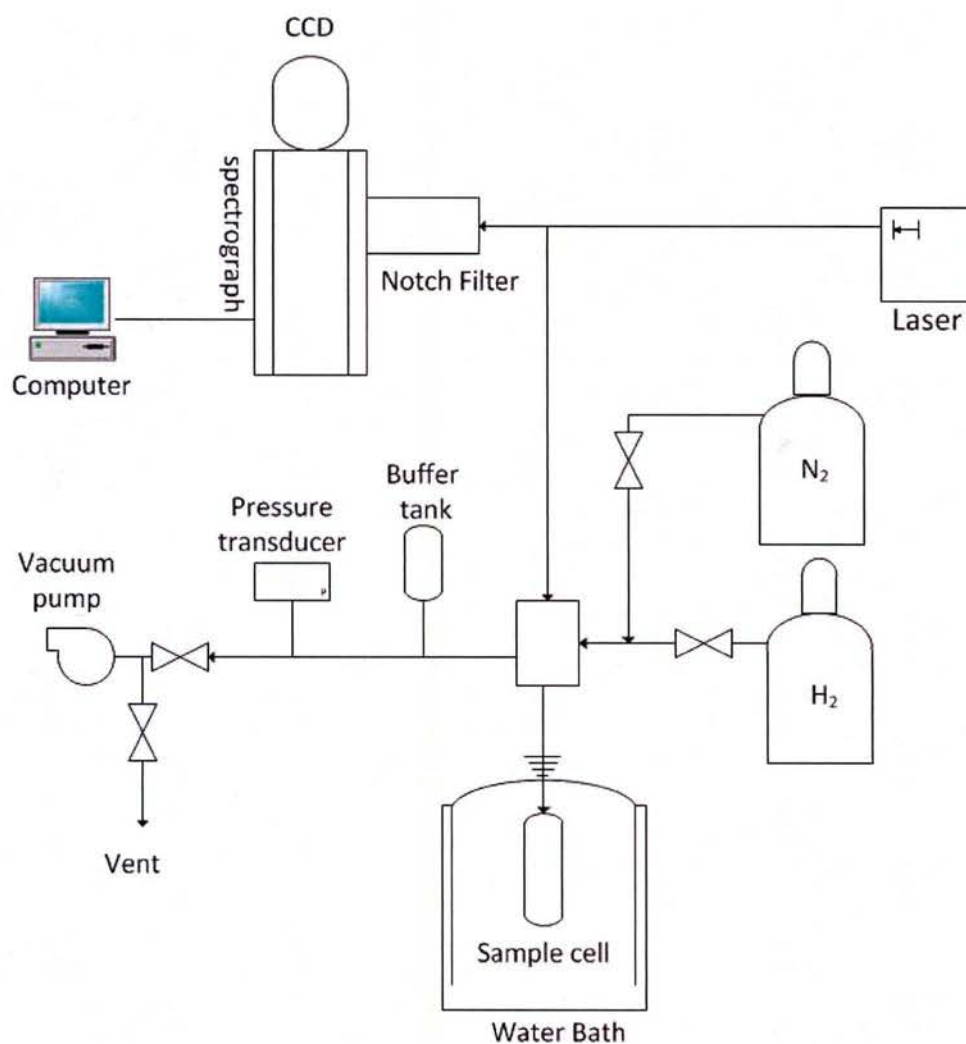 CCD
spectrograph
Notch Filter
Laser
Computer
N₂
Buffer
tank
Pressure
transducer
P
Vacuum
pump
H₂
Vent
Sample cell
Water Bath